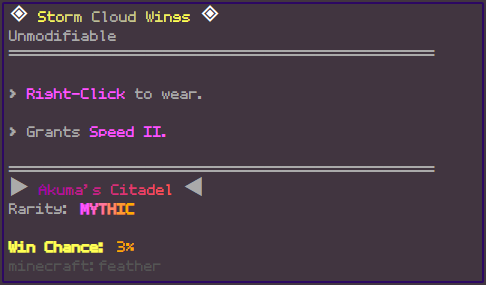 Storm Cloud Wings
Unmodifiable
> Right-Click to wear.
> Grants Speed II.
Akuma's Citadel
Rarity: MYTHIC
Win Chance: 3%
minecraft:feather